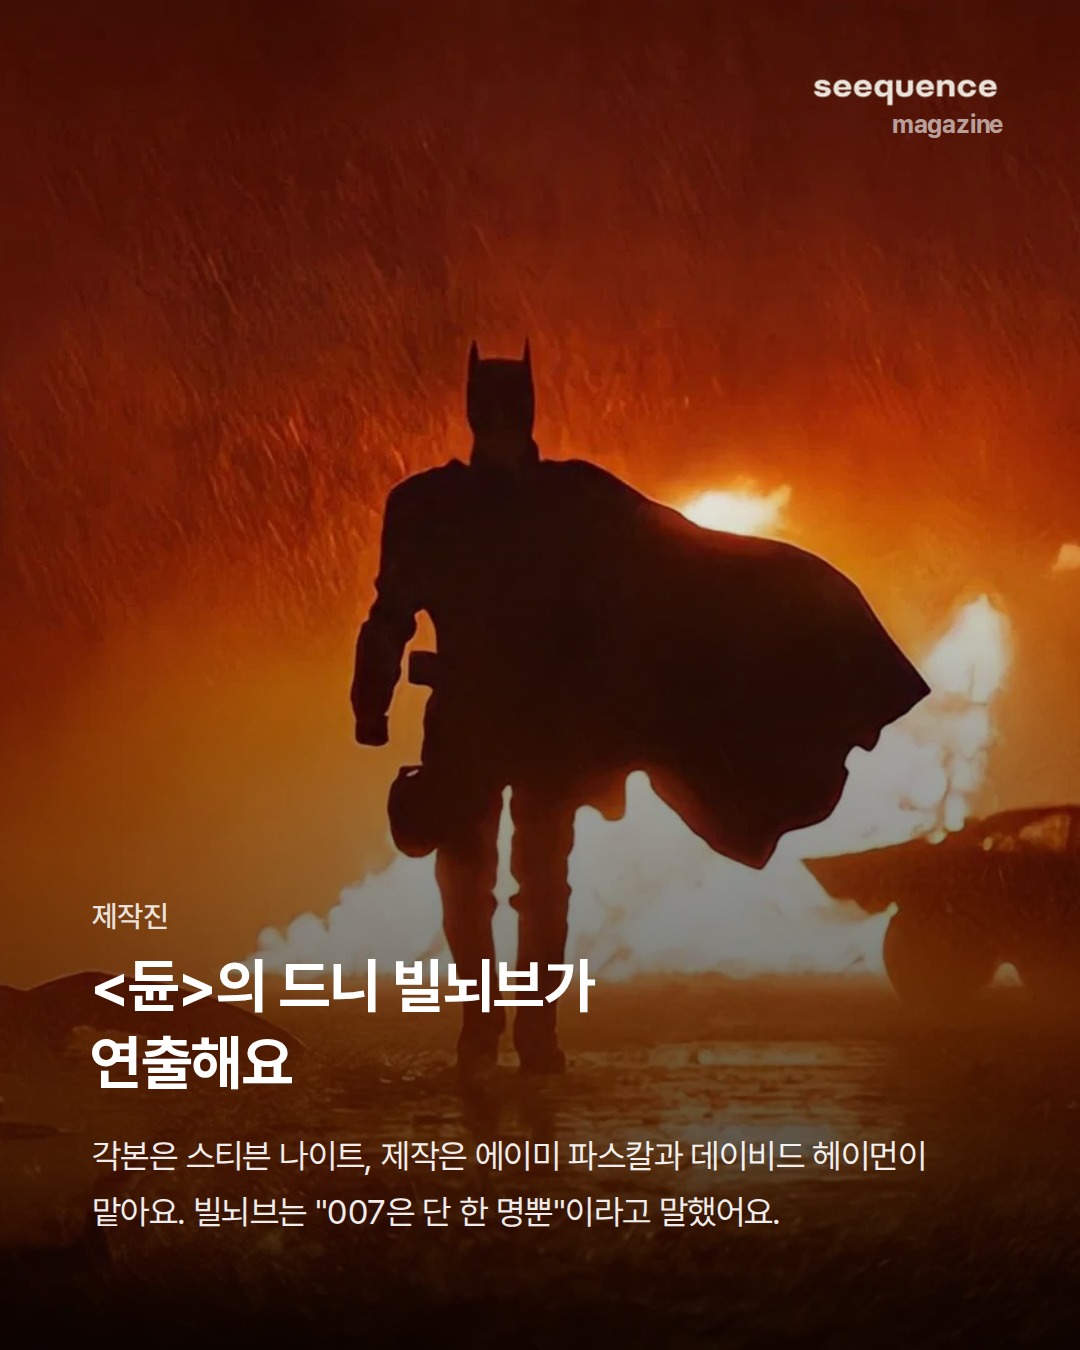 seequence
magazine
제작진
<듄>의 드니 빌뇌브가
연출해요
각본은 스티븐 나이트, 제작은 에이미 파스칼과 데이비드 헤이먼이
맡아요. 빌뇌브는 "007은 단 한 명뿐"이라고 말했어요.